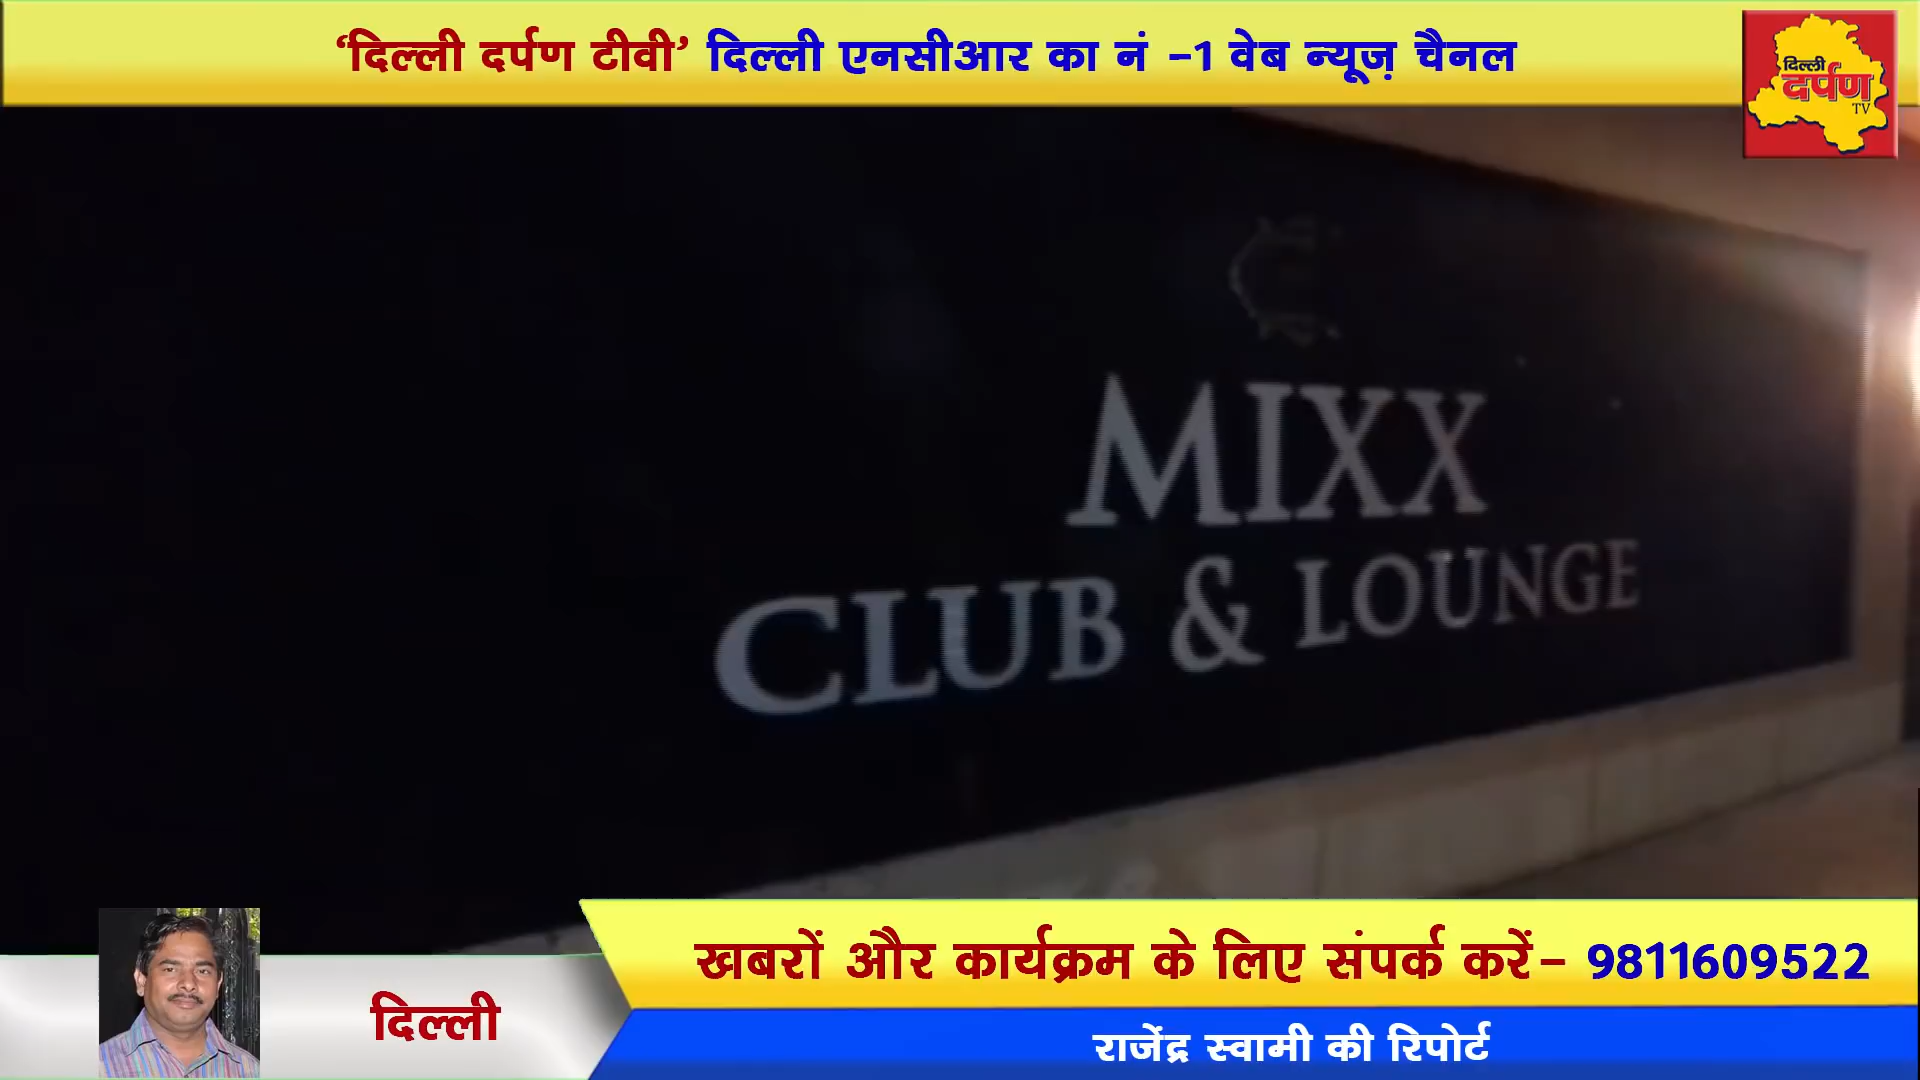 ‘दिल्ली दर्पण टीवी’ दिल्ली एनसीआर का नं -1 वेब न्यूज़ चैनल
दिल्ली
दर्पण
TV
MIXX
CLUB & LOUNGE
खबरों और कार्यक्रम के लिए संपर्क करें- 9811609522
दिल्ली
राजेंद्र स्वामी की रिपोर्ट